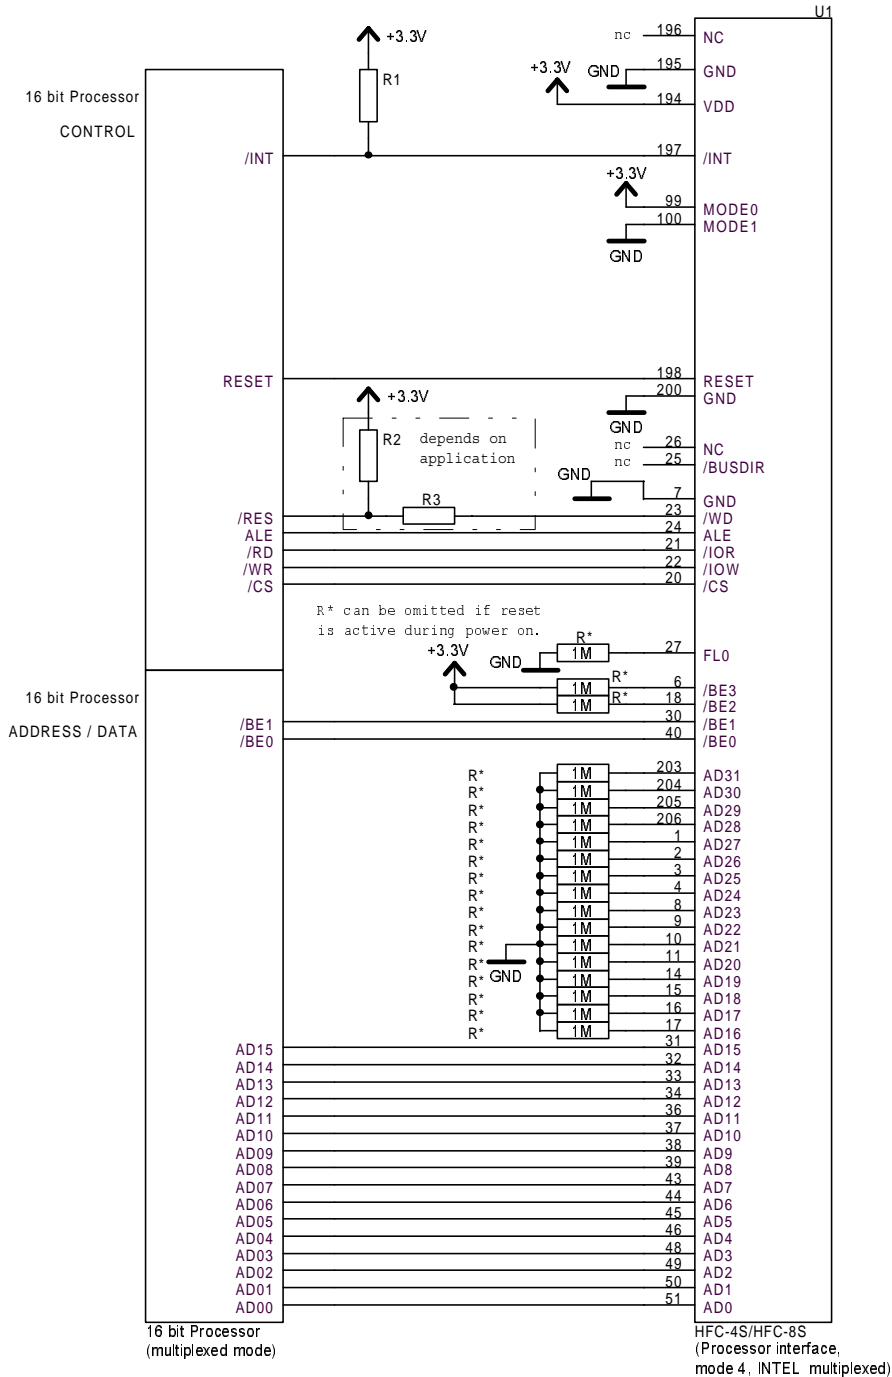 U1
nc 196 NC
+3.3V
GND 195 GND
+3.3V
R1
194 VDD
16 bit Processor
CONTROL
/INT 197 /INT
+3.3V
99 MODE0
100 MODE1
GND
RESET 198 RESET
200 GND
+3.3V
GND
R2 depends on
application
nc 26 NC
nc 25 /BUSDIR
GND
7 GND
R3
/RES 23 /WD
ALE 24 ALE
/RD 21 /IOR
/WR 22 /IOW
/CS 20 /CS
R* can be omitted if reset
is active during power on.
R*
+3.3V
GND 1M 27 FL0
1M R* 6 /BE3
1M R* 18 /BE2
16 bit Processor
ADDRESS / DATA
/BE1 30 /BE1
/BE0 40 /BE0
R* 1M 203 AD31
R* 1M 204 AD30
R* 1M 205 AD29
R* 1M 206 AD28
R* 1M 1 AD27
R* 1M 2 AD26
R* 1M 3 AD25
R* 1M 4 AD24
R* 1M 8 AD23
R* 1M 9 AD22
R* 1M 10 AD21
R* 1M 11 AD20
GND
R* 1M 14 AD19
R* 1M 15 AD18
R* 1M 16 AD17
R* 1M 17 AD16
AD15 31 AD15
AD14 32 AD14
AD13 33 AD13
AD12 34 AD12
AD11 36 AD11
AD10 37 AD10
AD09 38 AD9
AD08 39 AD8
AD07 43 AD7
AD06 44 AD6
AD05 45 AD5
AD04 46 AD4
AD03 48 AD3
AD02 49 AD2
AD01 50 AD1
AD00 51 AD0
16 bit Processor
(multiplexed mode)
HFC-4S/HFC-8S
(Processor interface,
mode 4, INTEL multiplexed)